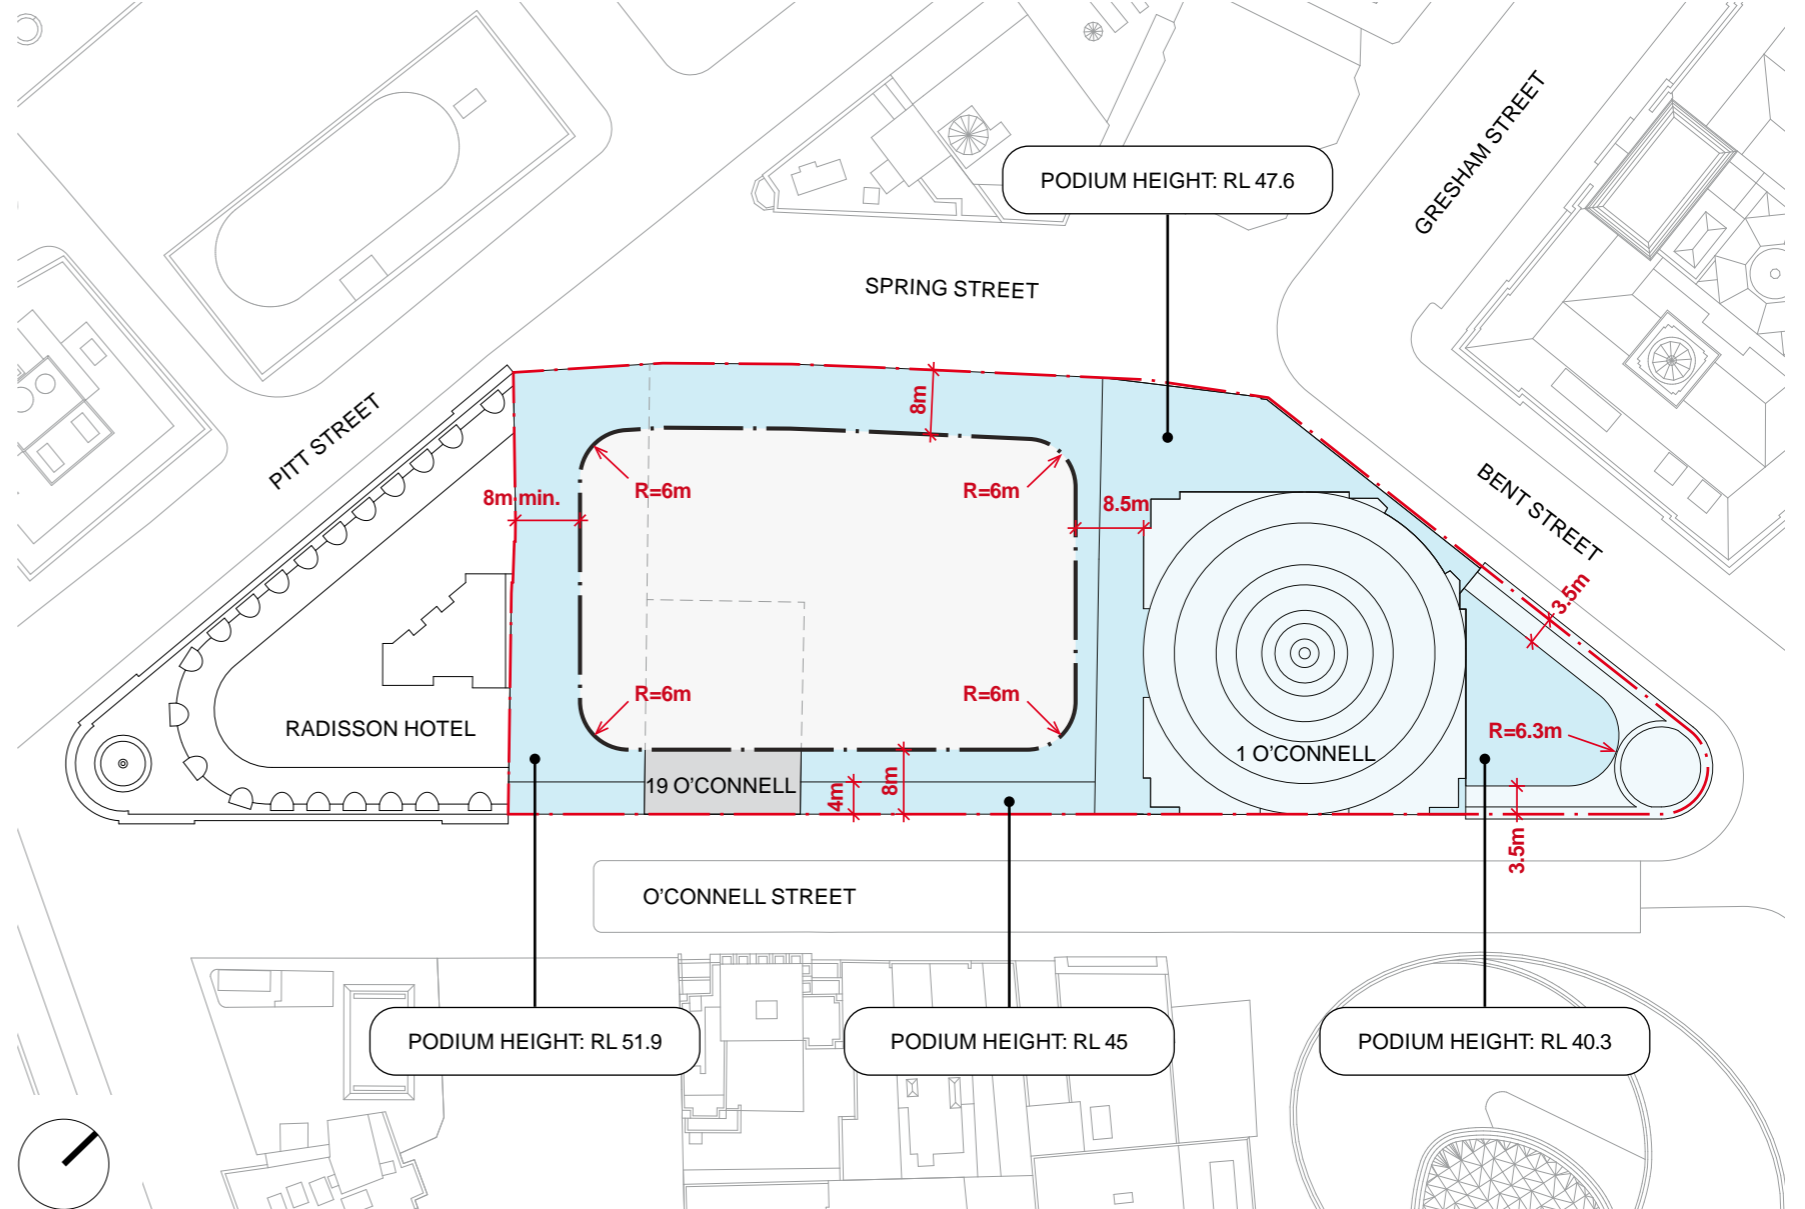 GRESHAM STREET
PODIUM HEIGHT: RL 47.6
SPRING STREET
PITT STREET
8m
BENT STREET
8m min.
R=6m
R=6m
8.5m
3.5m
R=6m
R=6m
RADISSON HOTEL
R=6.3m
1 O'CONNELL
19 O'CONNELL
4m
8m
3.5m
O'CONNELL STREET
PODIUM HEIGHT: RL 51.9
PODIUM HEIGHT: RL 45
PODIUM HEIGHT: RL 40.3